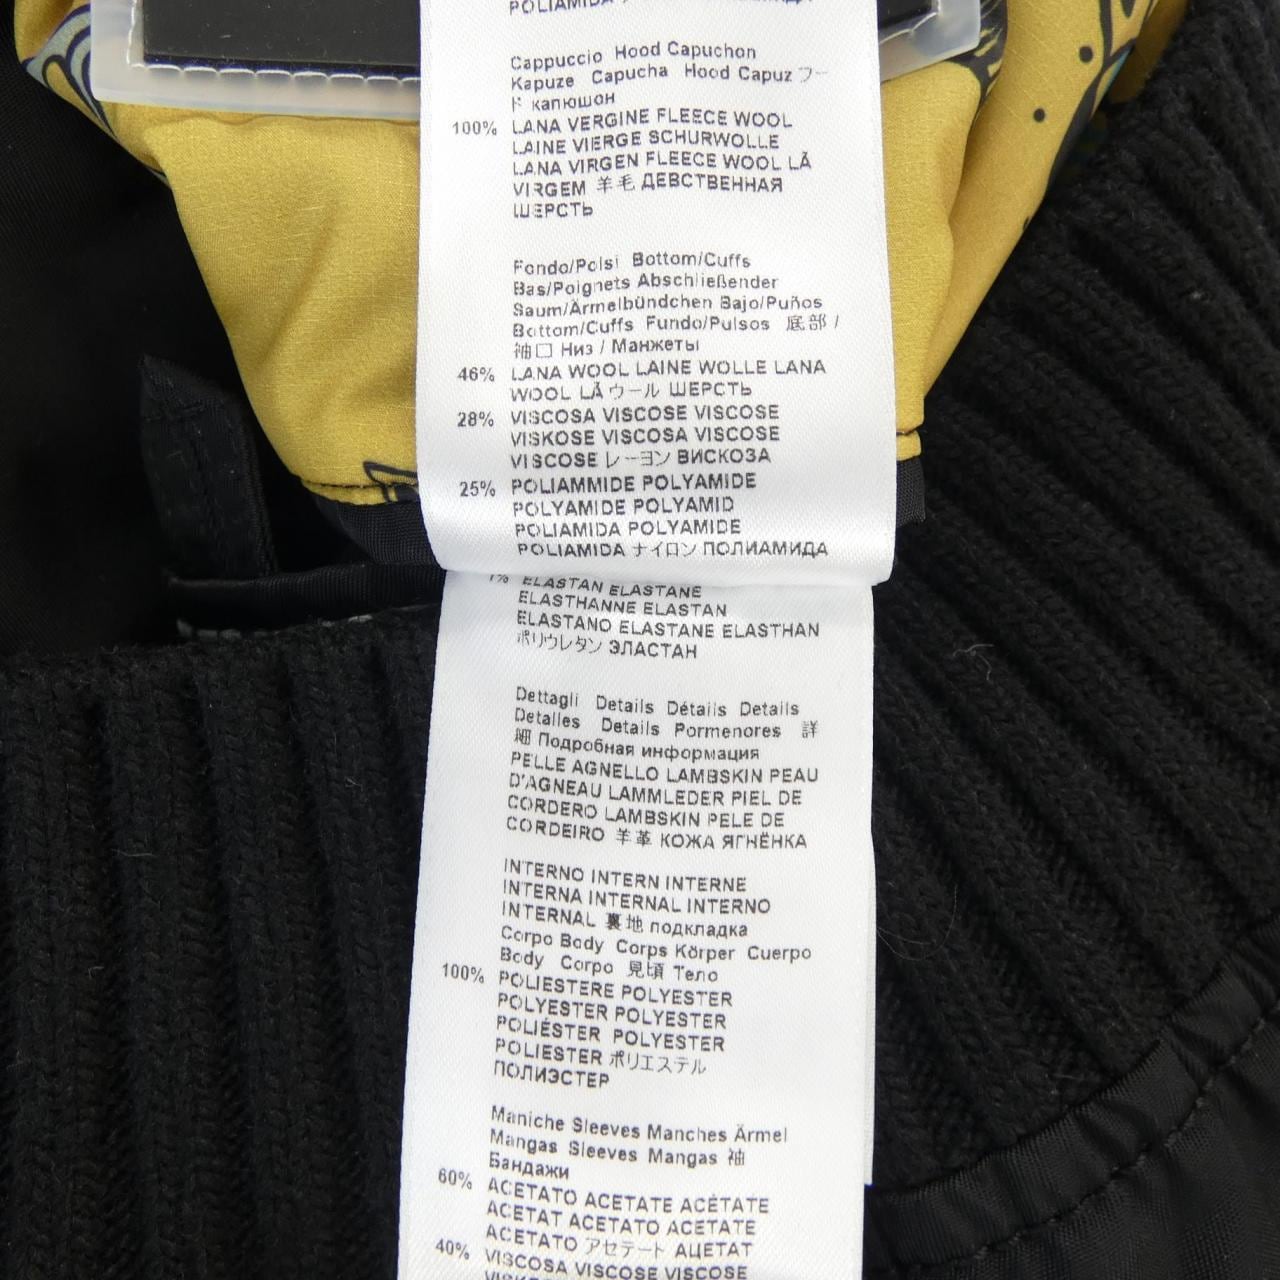 POLIAMIDA
Cappuccio Hood Capuchon
Kapuze Capucha Hood Capuz フー
ド капюшон
100% LANA VERGINE FLEECE WOOL
LAINE VIERGE SCHURWOLLE
LANA VIRGEN FLEECE WOOL LÃ
VIRGEM 羊毛 ДЕВСТВЕННАЯ
ШЕРСТЬ
Fondo/Polsi Bottom/Cuffs
Bas/Poignets Abschließender
Saum/Ärmelbündchen Bajo/Puños
Bottom/Cuffs Fundo/Pulsos 底部 /
袖口 Низ / Манжеты
46% LANA WOOL LAINE WOLLE LANA
WOOL LÃ ウール ШЕРСТЬ
28% VISCOSA VISCOSE VISCOSE
VISKOSE VISCOSA VISCOSE
VISCOSE レーヨン ВИСКОЗА
25% POLIAMMIDE POLYAMIDE
POLYAMIDE POLYAMID
POLIAMIDA POLYAMIDE
POLIAMIDA ナイロン ПОЛИАМИДА
1% ELASTAN ELASTANE
ELASTHANNE ELASTAN
ELASTANO ELASTANE ELASTHAN
ポリウレタン ЭЛАСТАН
Dettagli Details Détails Details
Detalles Details Pormenores 詳
細 Подробная информация
PELLE AGNELLO LAMBSKIN PEAU
D'AGNEAU LAMMLEDER PIEL DE
CORDERO LAMBSKIN PELE DE
CORDEIRO 羊革 КОЖА ЯГНЁНКА
INTERNO INTERN INTERNE
INTERNA INTERNAL INTERNO
INTERNAL 裏地 подкладка
Corpo Body Corps Körper Cuerpo
Body Corpo 見頃 Тело
100% POLIESTERE POLYESTER
POLYESTER POLYESTER
POLIÉSTER POLYESTER
POLIESTER ポリエステル
ПОЛИЭСТЕР
Maniche Sleeves Manches Ärmel
Mangas Sleeves Mangas 袖
Бандажи
60% ACETATO ACETATE ACÉTATE
ACETAT ACETATO ACETATE
ACETATO アセテート АЦЕТАТ
40% VISCOSA VISCOSE VISCOSE